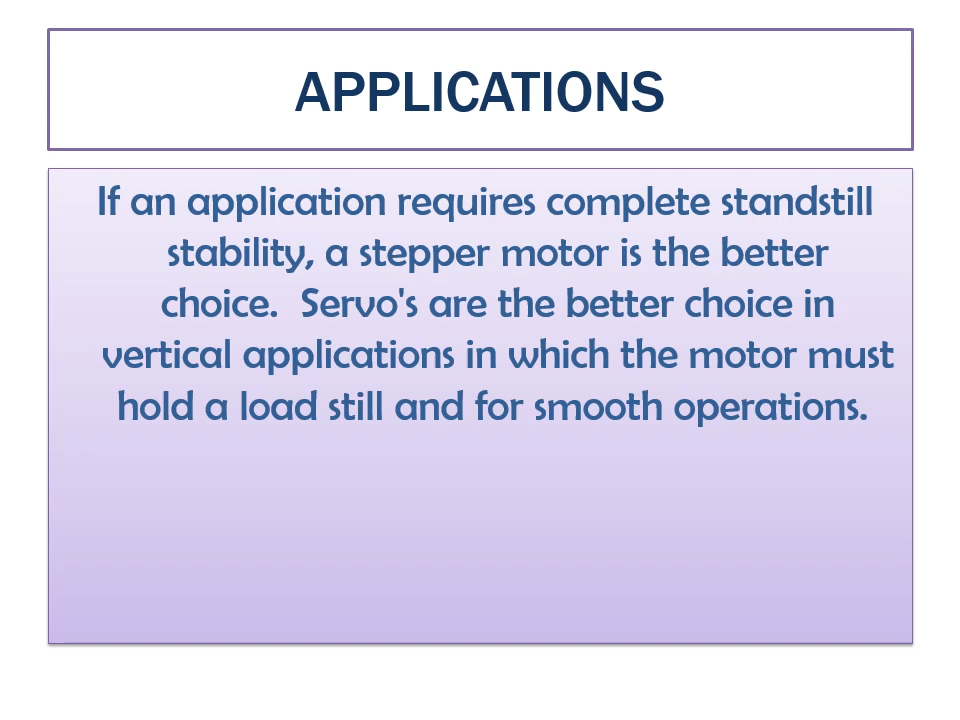 APPLICATIONS
If an application requires complete standstill
stability, a stepper motor is the better
choice.  Servo's are the better choice in
vertical applications in which the motor must
hold a load still and for smooth operations.